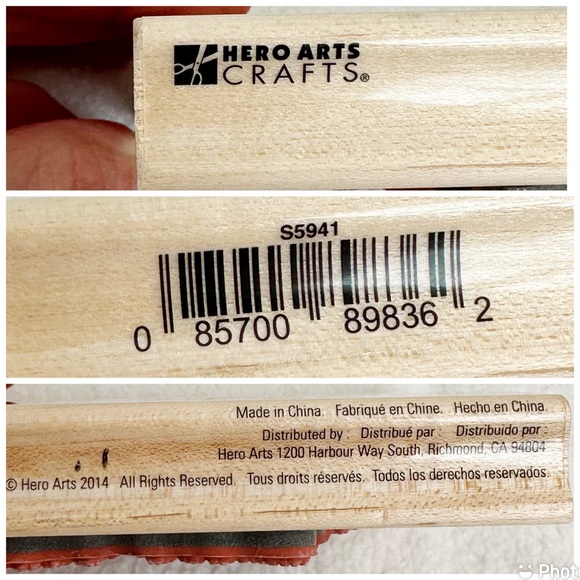 HERO ARTS
CRAFTS®
S5941
0 85700 89836 2
Made in China. Fabriqué en Chine. Hecho en China.
Distributed by : Distribué par : Distribuido por :
Hero Arts 1200 Harbour Way South, Richmond, CA 94804
© Hero Arts 2014 All Rights Reserved. Tous droits réservés. Todos los derechos reservados.
Phot